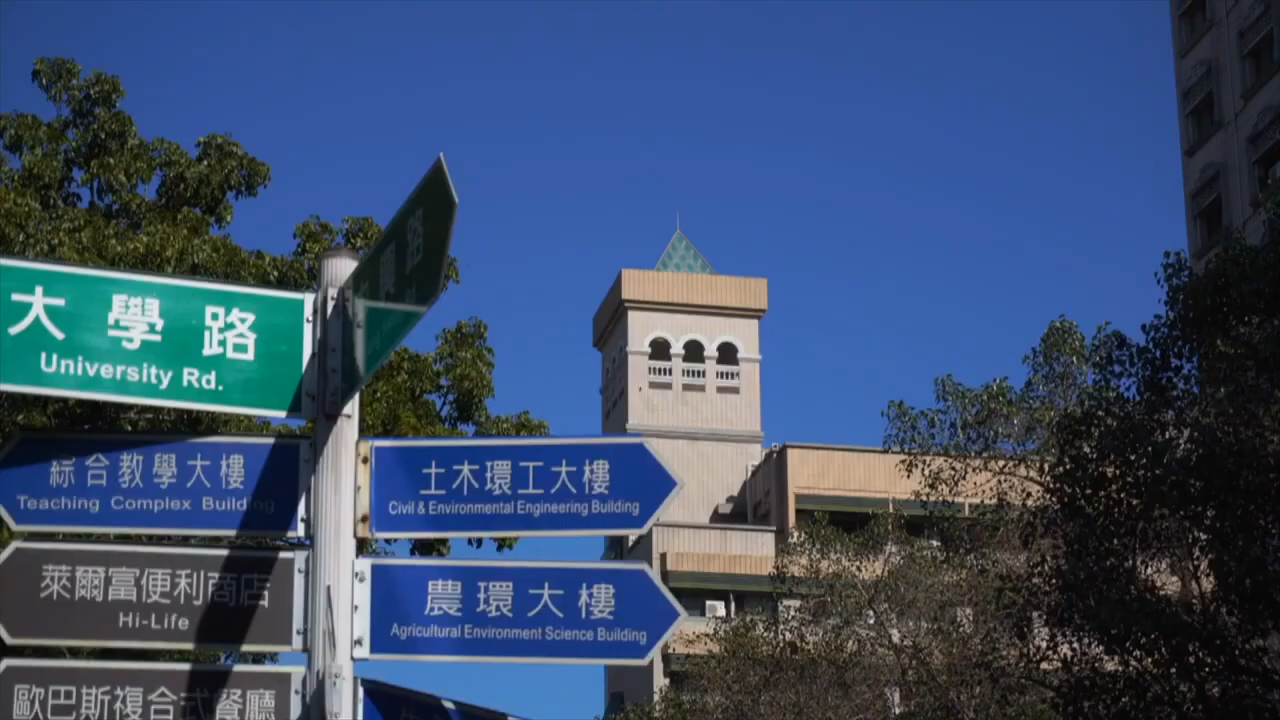 大學路
University Rd.
路
綜合教學大樓
Teaching Complex Building
土木環工大樓
Civil & Environmental Engineering Building
萊爾富便利商店
Hi-Life
農環大樓
Agricultural Environment Science Building
歐巴斯複合式餐廳